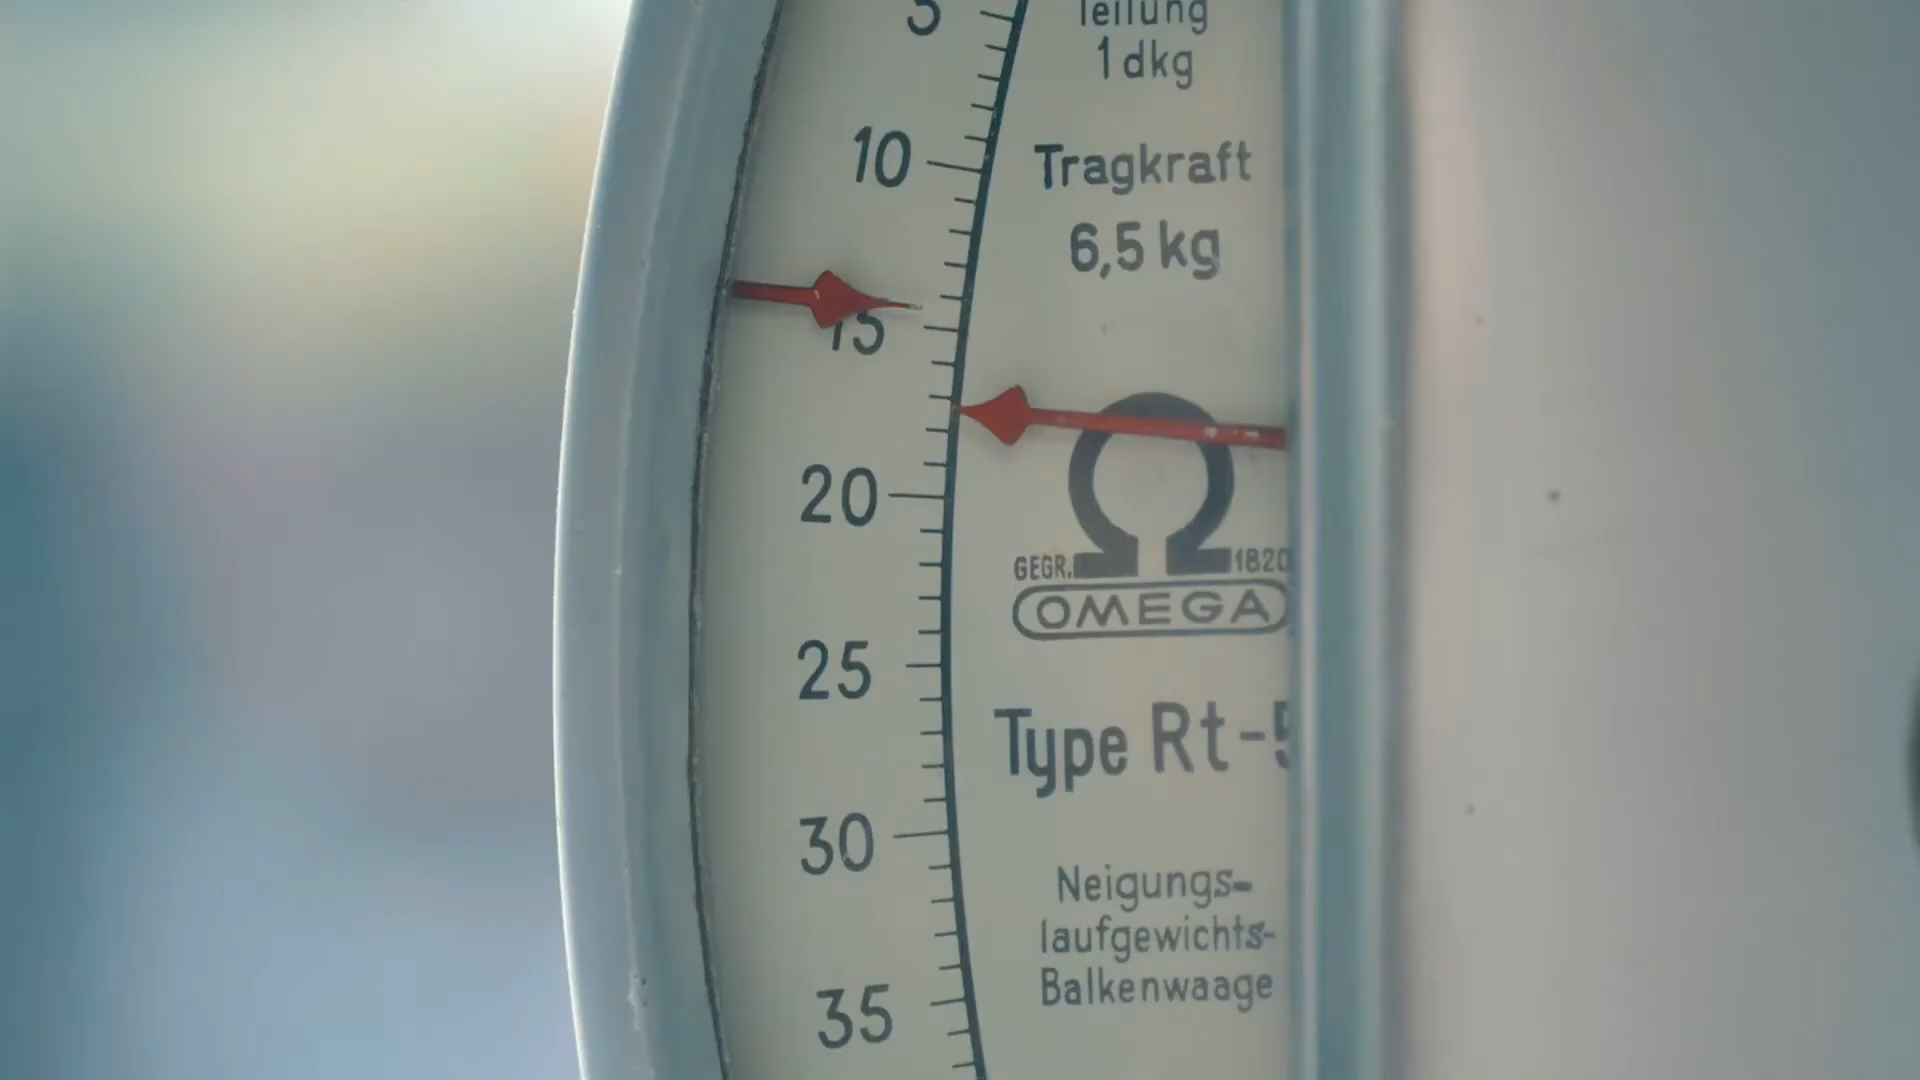 5
Teilung
1 dkg
10
Tragkraft
6,5 kg
15
20
GEGR. 1820
OMEGA
25
Type Rt-5
30
Neigungs-
laufgewichts-
Balkenwaage
35